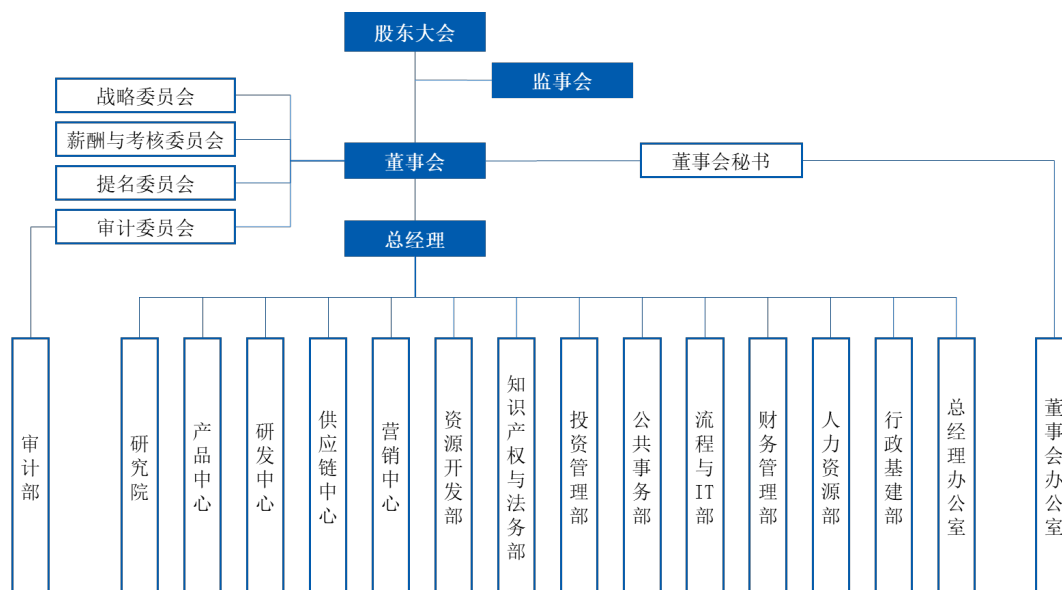 股东大会
监事会
战略委员会
薪酬与考核委员会
董事会
董事会秘书
提名委员会
审计委员会
总经理
审计部
研究院
产品中心
研发中心
供应链中心
营销中心
资源开发部
知识产权与法务部
投资管理部
公共事务部
流程与IT部
财务管理部
人力资源部
行政基建部
总经理办公室
董事会办公室